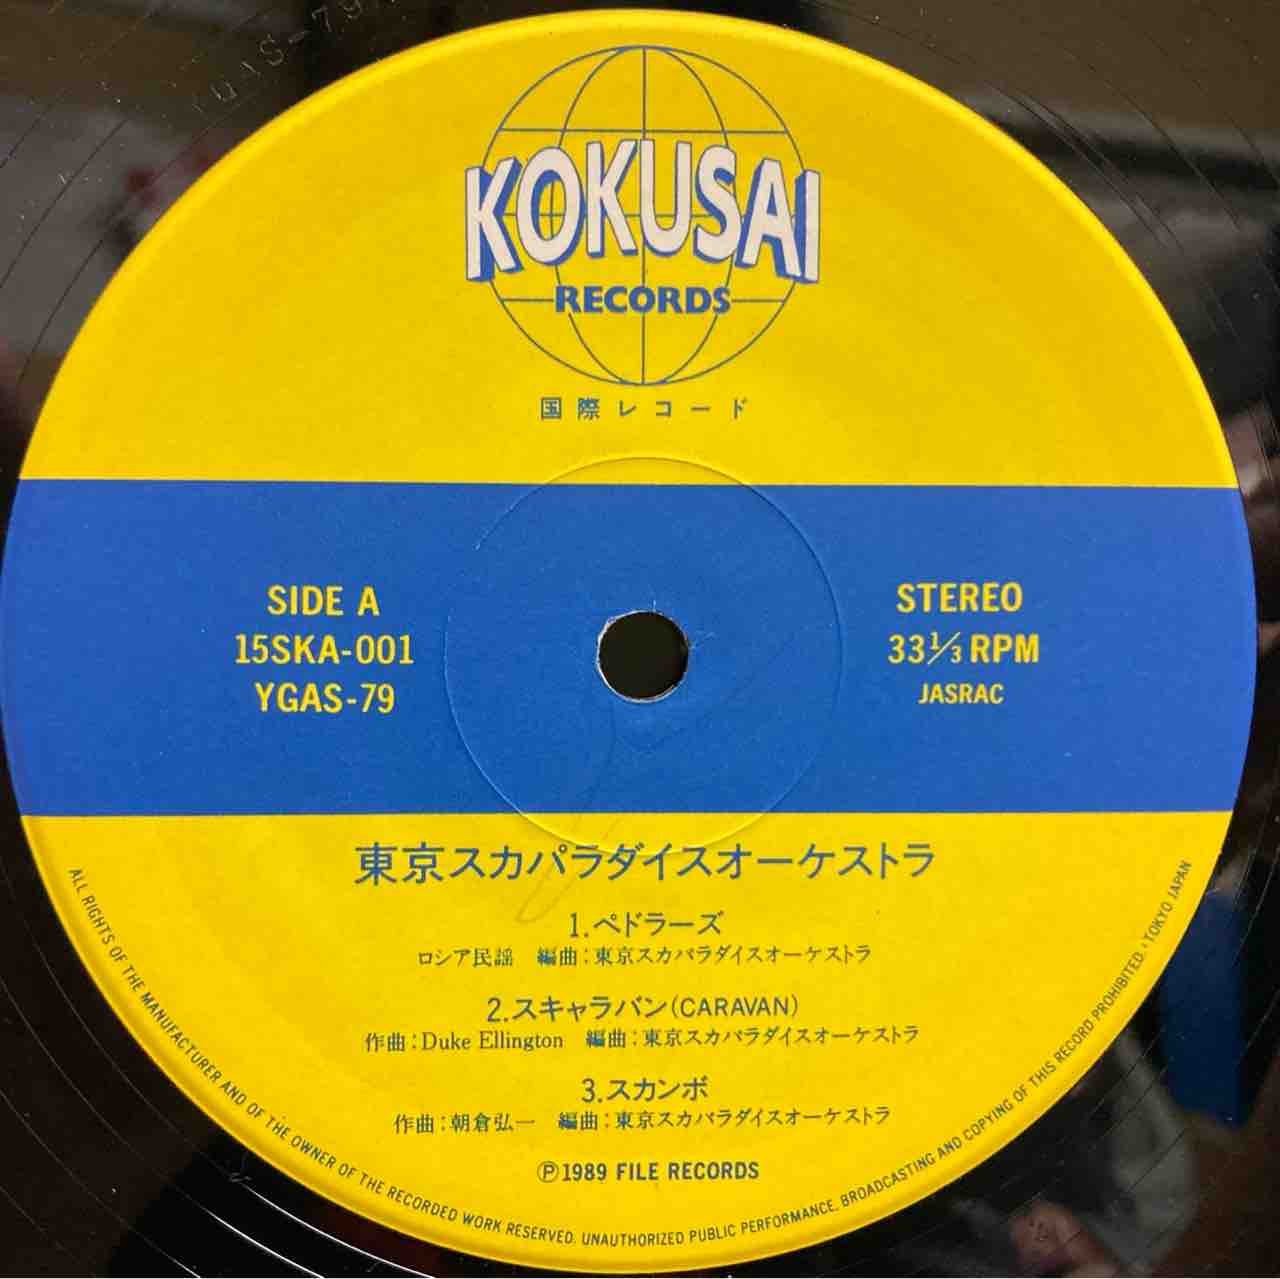 KOKUSAI
RECORDS
国際レコード
SIDE A
15SKA-001
YGAS-79
STEREO
33⅓ RPM
JASRAC
東京スカパラダイスオーケストラ
1.ペドラーズ
ロシア民謡 編曲:東京スカパラダイスオーケストラ
2.スキャラバン(CARAVAN)
作曲:Duke Ellington 編曲:東京スカパラダイスオーケストラ
3.スカンボ
作曲:朝倉弘一 編曲:東京スカパラダイスオーケストラ
Ⓟ1989 FILE RECORDS
ALL RIGHTS OF THE MANUFACTURER AND OF THE OWNER OF THE RECORDED WORK RESERVED. UNAUTHORIZED PUBLIC PERFORMANCE, BROADCASTING AND COPYING OF THIS RECORD PROHIBITED. TOKYO JAPAN